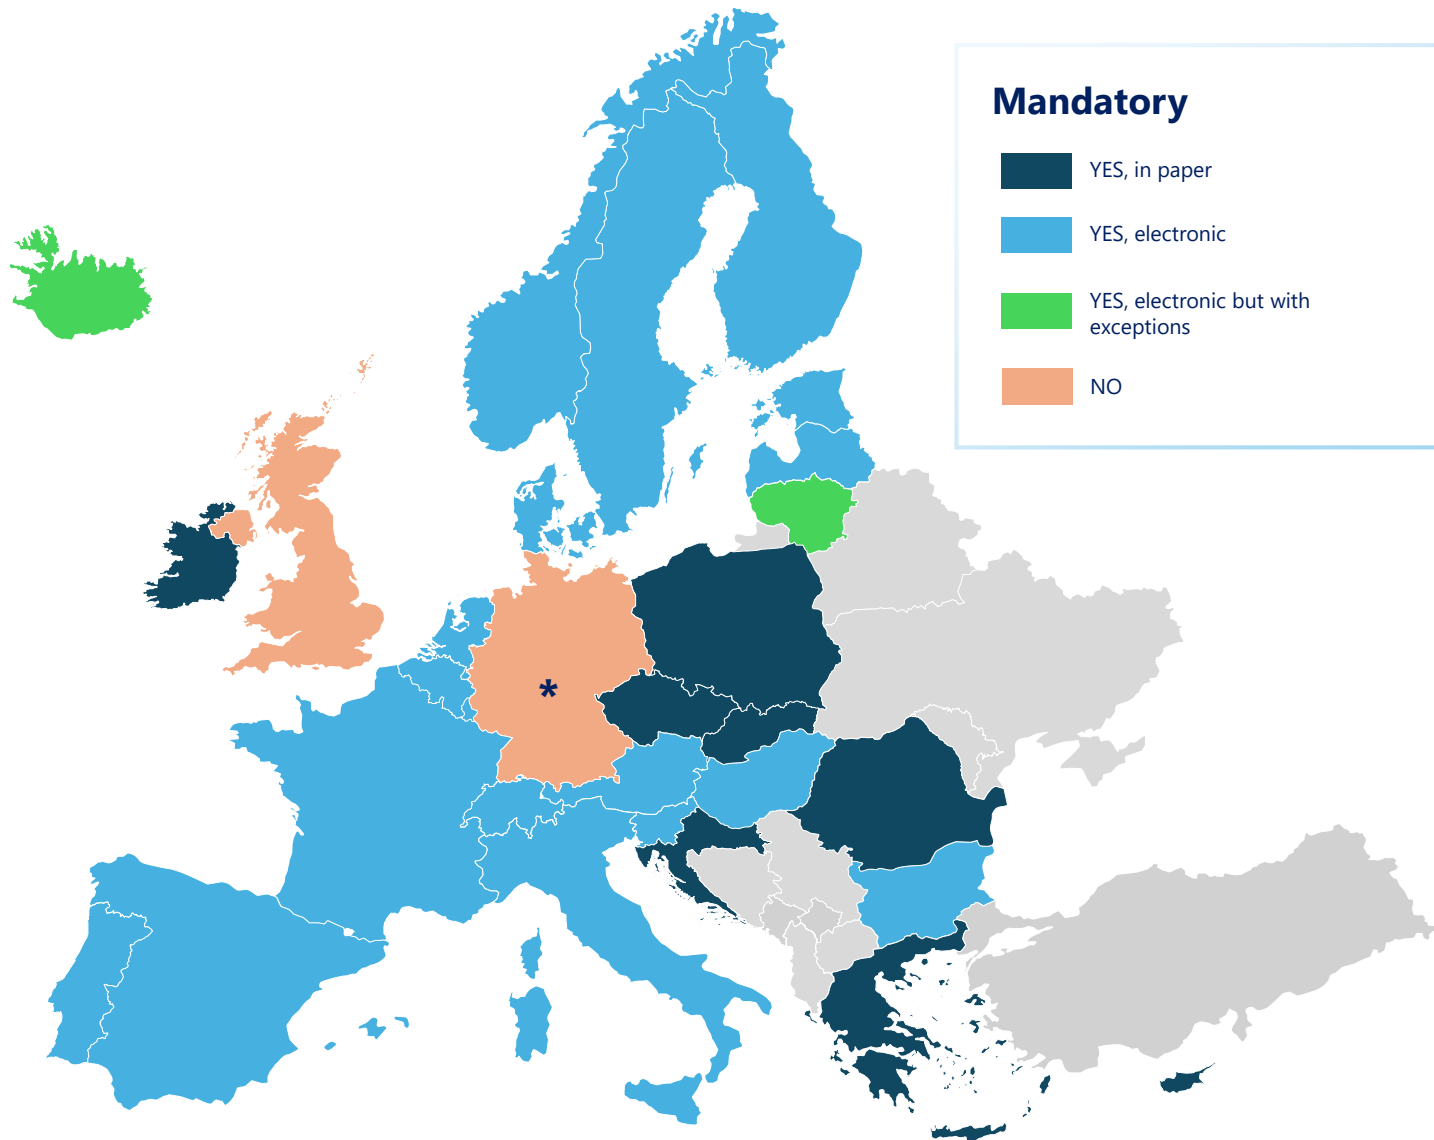 Mandatory
YES, in paper
YES, electronic
YES, electronic but with
exceptions
NO
*